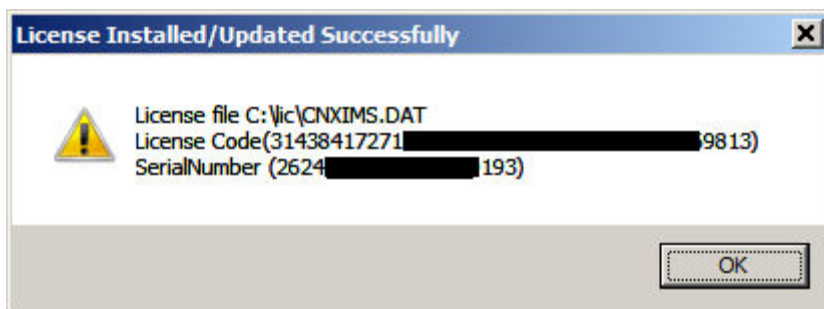 License Installed/Updated Successfully
License file C:\lic\CNXIMS.DAT
License Code(31438417271 9813)
SerialNumber (2624 193)
OK